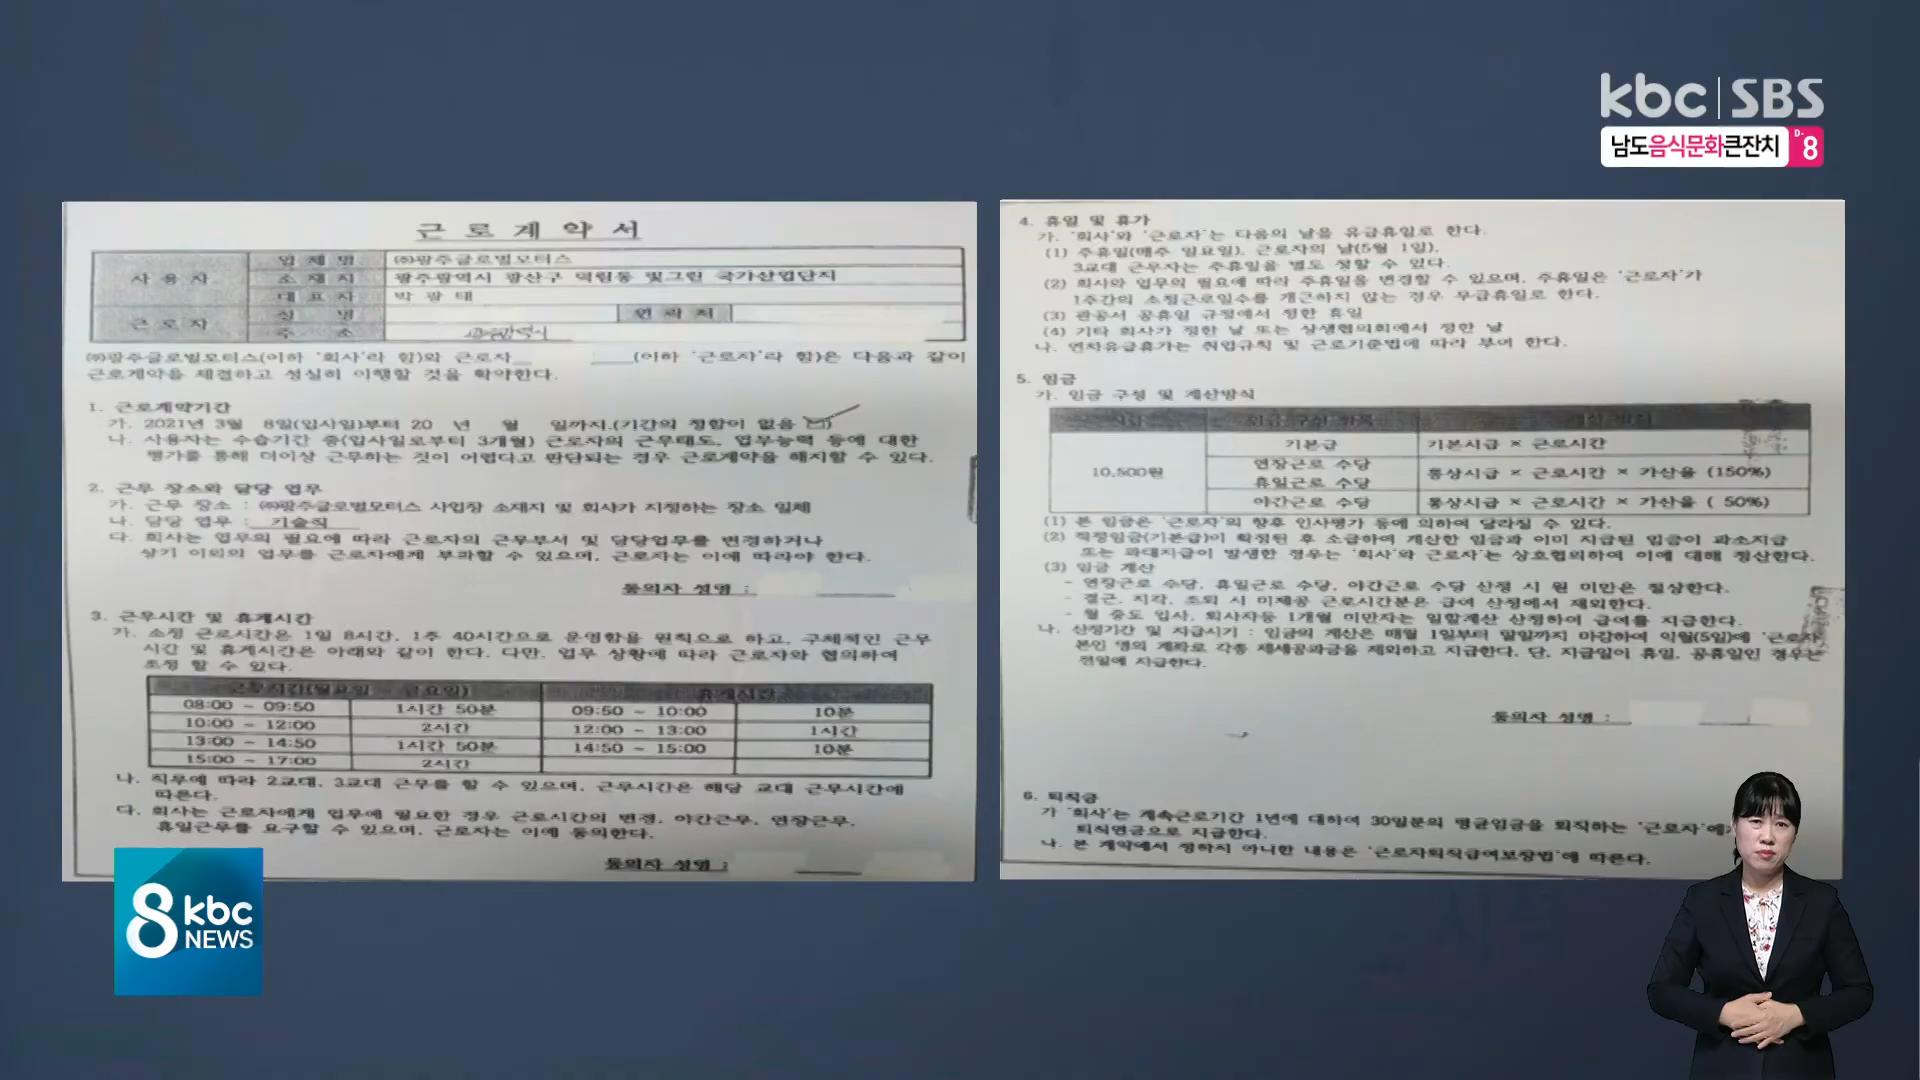 kbc SBS
남도음식문화큰잔치 D-8
근 로 계 약 서
사 용 자
업 체 명
㈜광주글로벌모터스
소 재 지
광주광역시 광산구 덕림동 빛그린 국가산업단지
대 표 자
박 광 태
근 로 자
성 명
연 락 처
주 소
광주광역시
㈜광주글로벌모터스(이하 '회사'라 함)와 근로자 (이하 '근로자'라 함)은 다음과 같이
근로계약을 체결하고 성실히 이행할 것을 확약한다.
1. 근로계약기간
가. 2021년 3월 8일(입사일)부터 20 년 월 일까지.(기간의 정함이 없음 )
나. 사용자는 수습기간 중(입사일로부터 3개월) 근로자의 근무태도, 업무능력 등에 대한
평가를 통해 더이상 근무하는 것이 어렵다고 판단되는 경우 근로계약을 해지할 수 있다.
2. 근무 장소와 담당 업무
가. 근무 장소 : ㈜광주글로벌모터스 사업장 소재지 및 회사가 지정하는 장소 일체
나. 담당 업무 : 기술직
다. 회사는 업무의 필요에 따라 근로자의 근무부서 및 담당업무를 변경하거나
상기 이외의 업무를 근로자에게 부과할 수 있으며, 근로자는 이에 따라야 한다.
동의자 성명 :
3. 근무시간 및 휴게시간
가. 소정 근로시간은 1일 8시간, 1주 40시간으로 운영함을 원칙으로 하고, 구체적인 근무
시간 및 휴게시간은 아래와 같이 한다. 다만, 업무 상황에 따라 근로자와 협의하여
조정 할 수 있다.
근무시간(월요일 ~ 금요일) 휴게시간
08:00 ~ 09:50 1시간 50분 09:50 ~ 10:00 10분
10:00 ~ 12:00 2시간 12:00 ~ 13:00 1시간
13:00 ~ 14:50 1시간 50분 14:50 ~ 15:00 10분
15:00 ~ 17:00 2시간
나. 직무에 따라 2교대, 3교대 근무를 할 수 있으며, 근무시간은 해당 교대 근무시간에
따른다.
다. 회사는 근로자에게 업무에 필요한 경우 근로시간의 변경, 야간근무, 연장근무,
휴일근무를 요구할 수 있으며, 근로자는 이에 동의한다.
동의자 성명 :
4. 휴일 및 휴가
가. '회사'와 '근로자'는 다음의 날을 유급휴일로 한다.
(1) 주휴일(매주 일요일), 근로자의 날(5월 1일),
3교대 근무자는 주휴일을 별도 정할 수 있다.
(2) 회사와 업무의 필요에 따라 주휴일을 변경할 수 있으며, 주휴일은 '근로자'가
1주간의 소정근로일수를 개근하지 않는 경우 무급휴일로 한다.
(3) 관공서 공휴일 규정에서 정한 휴일
(4) 기타 회사가 정한 날 또는 상생협의회에서 정한 날
나. 연차유급휴가는 취업규칙 및 근로기준법에 따라 부여 한다.
5. 임금
가. 임금 구성 및 계산방식
시급 임금 구성 항목 계산 방식
10,500원
기본급 기본시급 × 근로시간
연장근로 수당
휴일근로 수당
통상시급 × 근로시간 × 가산율 (150%)
야간근로 수당 통상시급 × 근로시간 × 가산율 ( 50%)
(1) 본 임금은 '근로자'의 향후 인사평가 등에 의하여 달라질 수 있다.
(2) 적정임금(기본급)이 확정된 후 소급하여 계산한 임금과 이미 지급된 임금이 과소지급
또는 과대지급이 발생한 경우는 '회사'와 근로자'는 상호협의하여 이에 대해 정산한다.
(3) 임금 계산
- 연장근로 수당, 휴일근로 수당, 야간근로 수당 산정 시 원 미만은 절상한다.
- 결근, 지각, 조퇴 시 미제공 근로시간분은 급여 산정에서 제외한다.
- 월 중도 입사, 퇴사자등 1개월 미만자는 일할계산 산정하여 급여를 지급한다.
나. 산정기간 및 지급시기 : 임금의 계산은 매월 1일부터 말일까지 마감하여 익월(5일)에 '근로자
본인 명의 계좌로 각종 제세공과금을 제외하고 지급한다. 단, 지급일이 휴일, 공휴일인 경우는
전일에 지급한다.
동의자 성명 :
6. 퇴직금
가 '회사'는 계속근로기간 1년에 대하여 30일분의 평균임금을 퇴직하는 '근로자'에
퇴직연금으로 지급한다.
나. 본 계약에서 정하지 아니한 내용은 '근로자퇴직급여보장법'에 따른다.
8 kbc NEWS